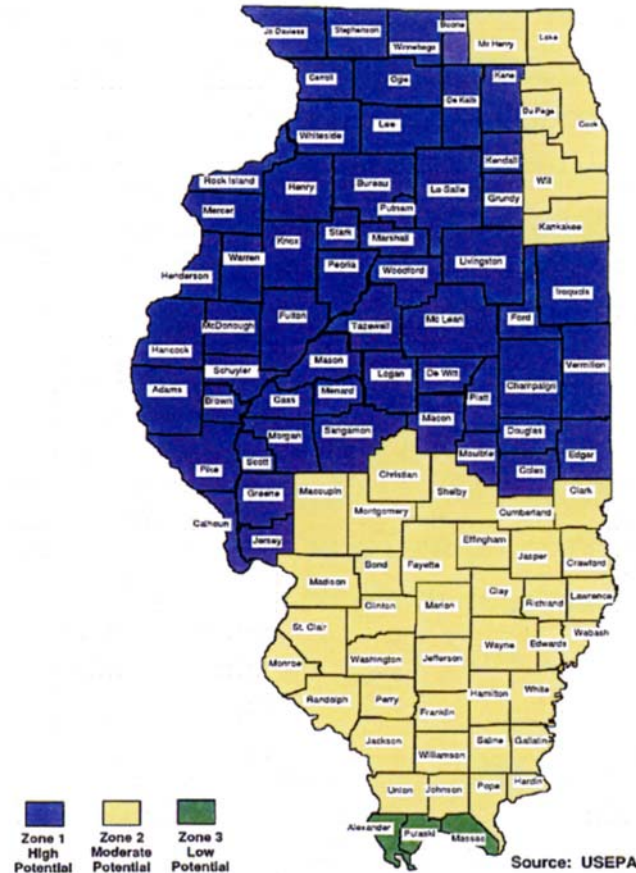 Jo Daviess
Stephenson
Winnebago
Boone
Mc Henry
Lake
Carroll
Ogle
De Kalb
Kane
Du Page
Cook
Whiteside
Lee
Kendall
Will
Rock Island
Henry
Bureau
La Salle
Grundy
Mercer
Putnam
Kankakee
Stark
Knox
Marshall
Henderson
Warren
Peoria
Woodford
Livingston
Iroquois
Fulton
Tazewell
Mc Lean
Ford
McDonough
Hancock
Schuyler
Mason
Logan
De Witt
Vermilion
Adams
Brown
Cass
Menard
Piatt
Champaign
Macon
Morgan
Sangamon
Douglas
Pike
Scott
Moultrie
Coles
Edgar
Christian
Greene
Macoupin
Shelby
Clark
Montgomery
Cumberland
Calhoun
Jersey
Effingham
Jasper
Crawford
Bond
Fayette
Madison
Clay
Richland
Lawrence
Clinton
Marion
St. Clair
Wayne
Edwards
Wabash
Monroe
Washington
Jefferson
Randolph
Perry
Hamilton
White
Franklin
Jackson
Williamson
Saline
Gallatin
Union
Johnson
Pope
Hardin
Alexander
Pulaski
Massac
Zone 1
High
Potential
Zone 2
Moderate
Potential
Zone 3
Low
Potential
Source: USEPA